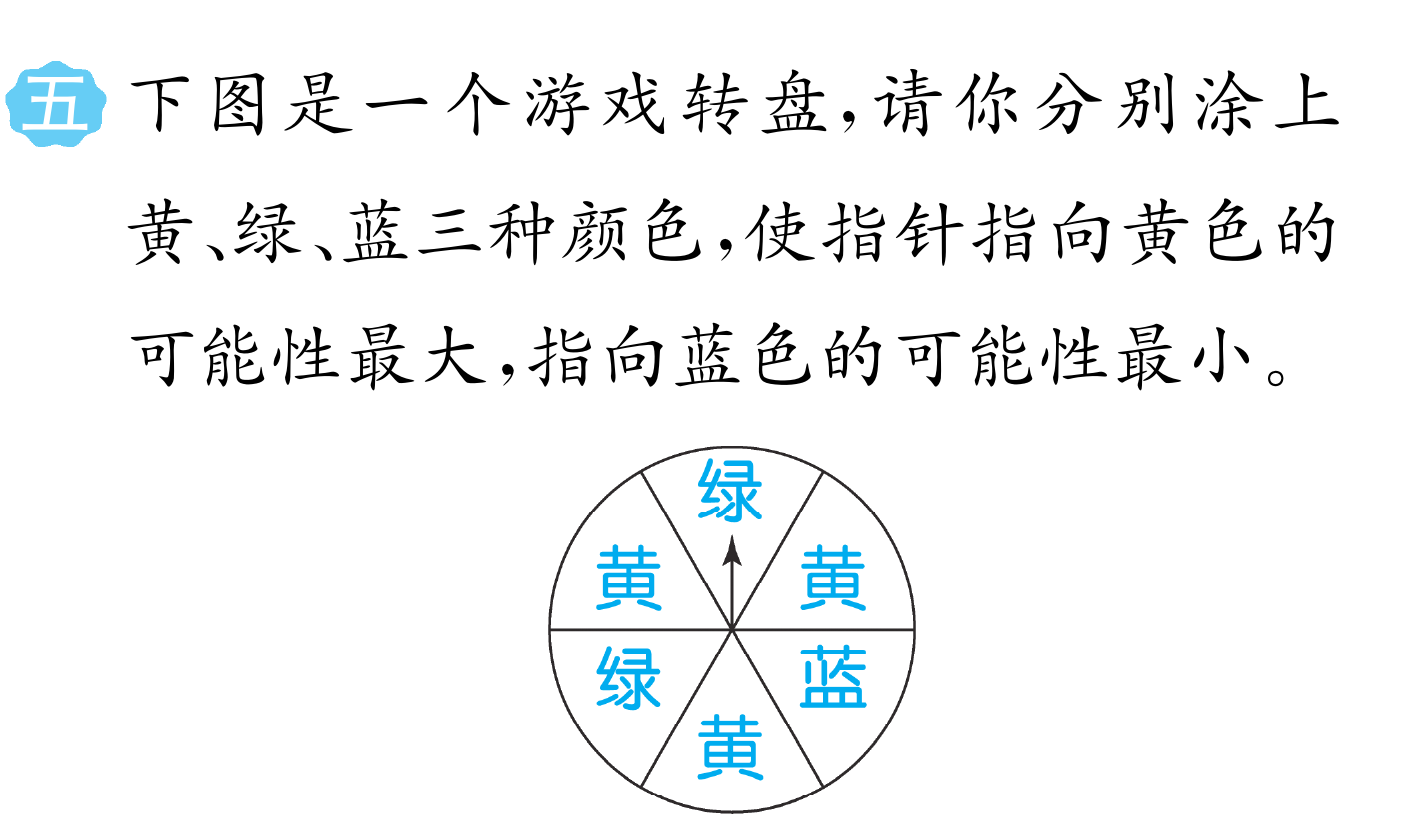 五 下图是一个游戏转盘,请你分别涂上
黄、绿、蓝三种颜色,使指针指向黄色的
可能性最大,指向蓝色的可能性最小。
绿
黄 黄
绿 蓝
黄